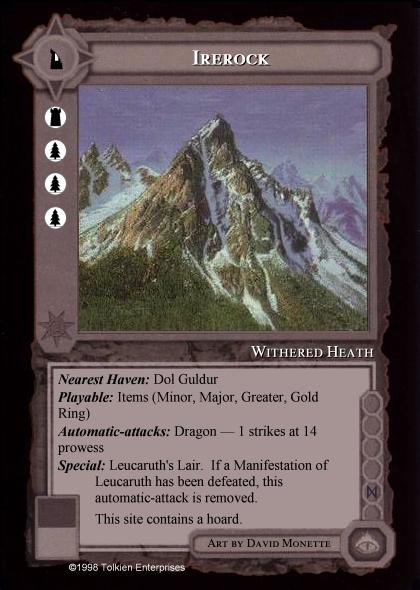 IREROCK
WITHERED HEATH
Nearest Haven: Dol Guldur
Playable: Items (Minor, Major, Greater, Gold
Ring)
Automatic-attacks: Dragon — 1 strikes at 14
prowess
Special: Leucaruth's Lair. If a Manifestation of
Leucaruth has been defeated, this
automatic-attack is removed.
This site contains a hoard.
ART BY DAVID MONETTE
©1998 Tolkien Enterprises